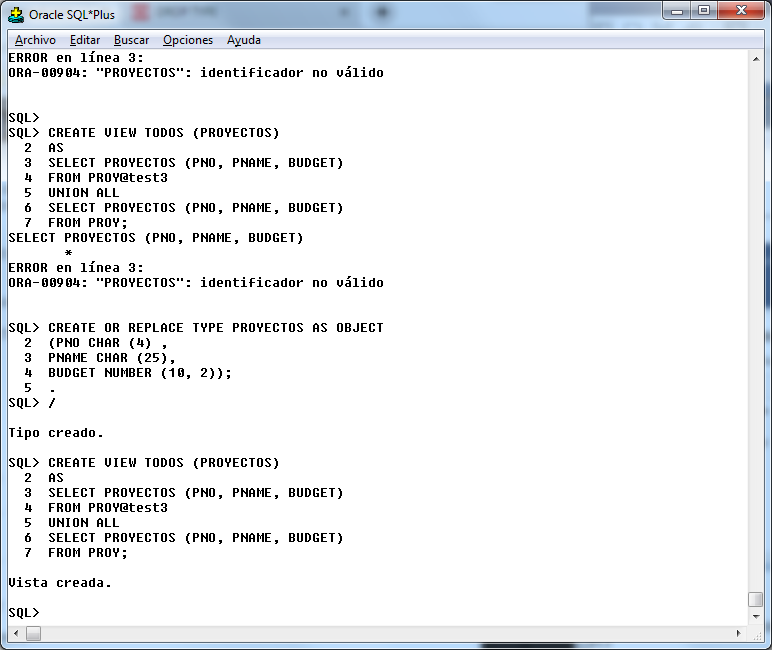 Oracle SQL*Plus
Archivo Editar Buscar Opciones Ayuda
ERROR en línea 3:
ORA-00904: "PROYECTOS": identificador no válido
SQL>
SQL> CREATE VIEW TODOS (PROYECTOS)
2 AS
3 SELECT PROYECTOS (PNO, PNAME, BUDGET)
4 FROM PROY@test3
5 UNION ALL
6 SELECT PROYECTOS (PNO, PNAME, BUDGET)
7 FROM PROY;
SELECT PROYECTOS (PNO, PNAME, BUDGET)
*
ERROR en línea 3:
ORA-00904: "PROYECTOS": identificador no válido
SQL> CREATE OR REPLACE TYPE PROYECTOS AS OBJECT
2 (PNO CHAR (4) ,
3 PNAME CHAR (25),
4 BUDGET NUMBER (10, 2));
5 .
SQL> /
Tipo creado.
SQL> CREATE VIEW TODOS (PROYECTOS)
2 AS
3 SELECT PROYECTOS (PNO, PNAME, BUDGET)
4 FROM PROY@test3
5 UNION ALL
6 SELECT PROYECTOS (PNO, PNAME, BUDGET)
7 FROM PROY;
Vista creada.
SQL>